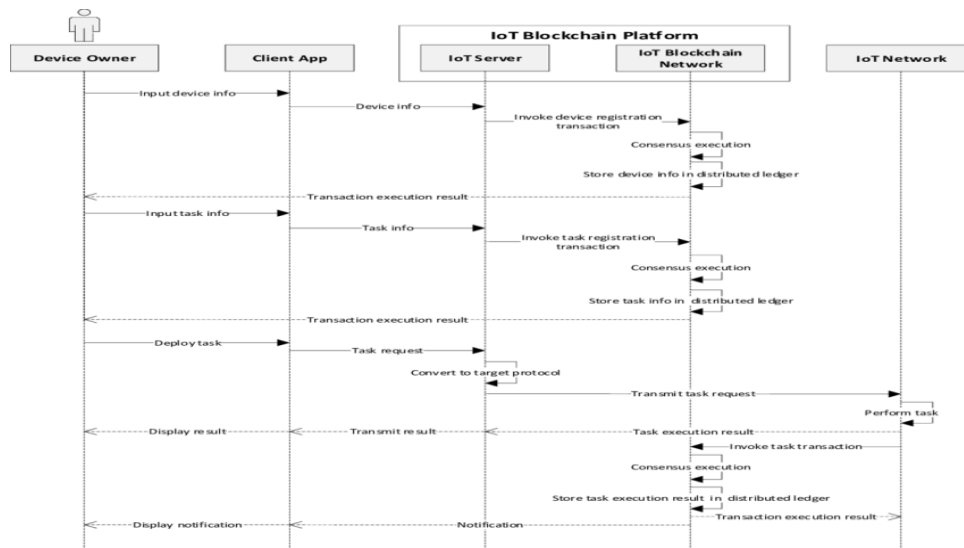 IoT Blockchain Platform
Device Owner
Client App
IoT Server
IoT Blockchain
Network
IoT Network
Input device info
Device info
Invoke device registration
transaction
Consensus execution
Store device info in distributed ledger
Transaction execution result
Input task info
Task info
Invoke task registration
transaction
Consensus execution
Store task info in distributed ledger
Transaction execution result
Deploy task
Task request
Convert to target protocol
Transmit task request
Perform task
Display result
Transmit result
Task execution result
Invoke task transaction
Consensus execution
Store task execution result in distributed ledger
Transaction execution result
Display notification
Notification